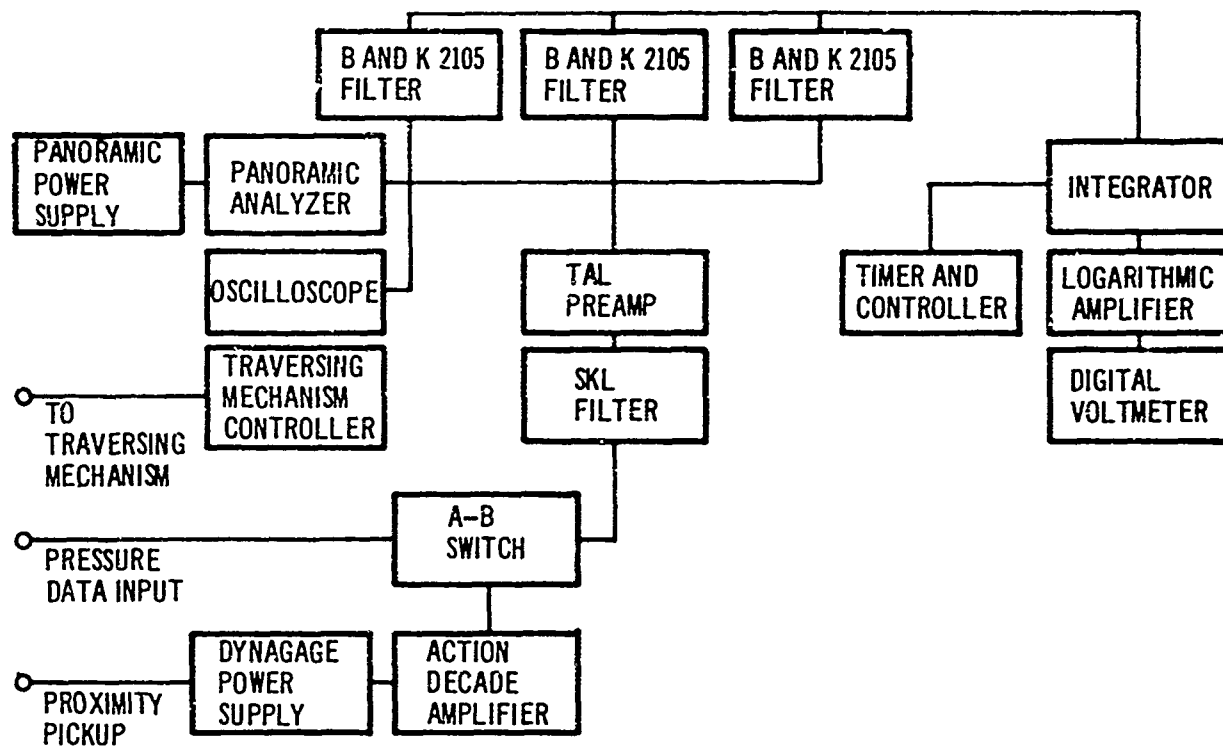 B AND K 2105
FILTER
B AND K 2105
FILTER
B AND K 2105
FILTER
PANORAMIC
POWER
SUPPLY
PANORAMIC
ANALYZER
INTEGRATOR
OSCILLOSCOPE
TAL
PREAMP
TIMER AND
CONTROLLER
LOGARITHMIC
AMPLIFIER
TRAVERSING
MECHANISM
CONTROLLER
SKL
FILTER
DIGITAL
VOLTMETER
TO
TRAVERSING
MECHANISM
A-B
SWITCH
PRESSURE
DATA INPUT
DYNAGAGE
POWER
SUPPLY
ACTION
DECADE
AMPLIFIER
PROXIMITY
PICKUP